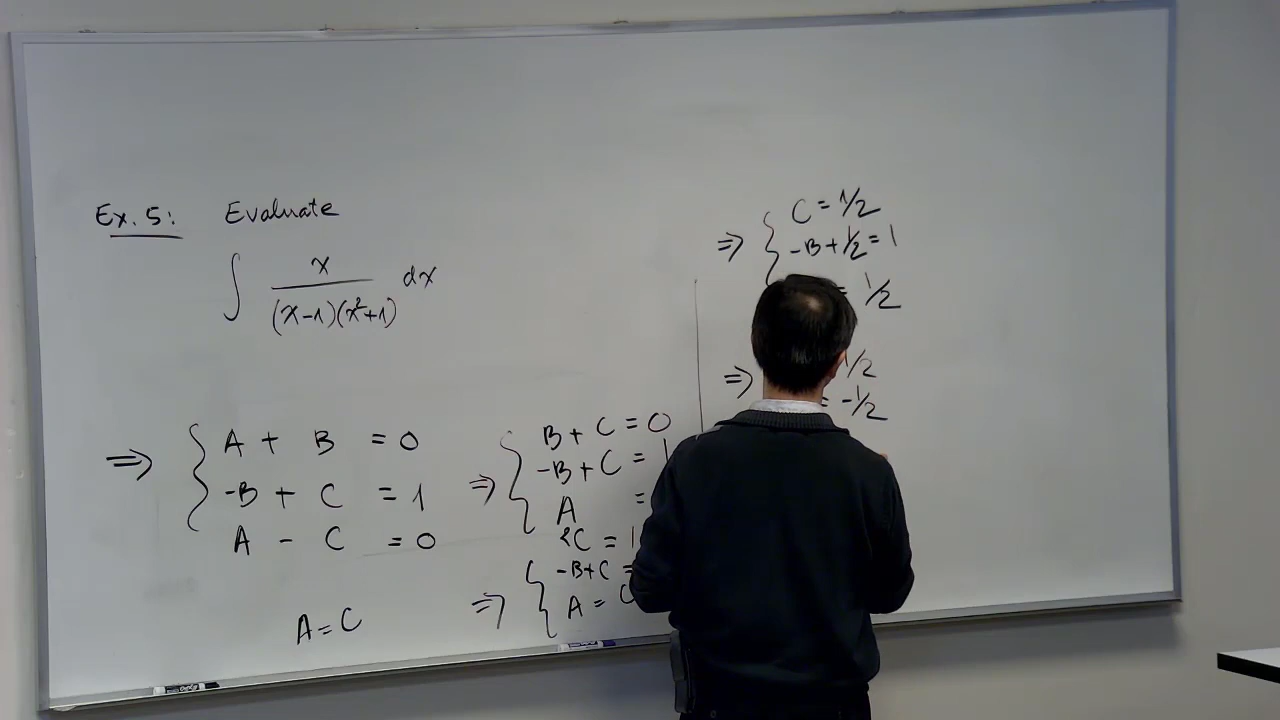 Ex. 5: Evaluate
∫ x / (x-1)(x²+1) dx
⇒ { A + B = 0
-B + C = 1
A - C = 0
A = C
⇒ { B + C = 0
-B + C = 1
A =
2C = 1
⇒ { -B+C =
A = C
⇒ { C = 1/2
-B + 1/2 = 1
= 1/2
⇒ 1/2
= -1/2